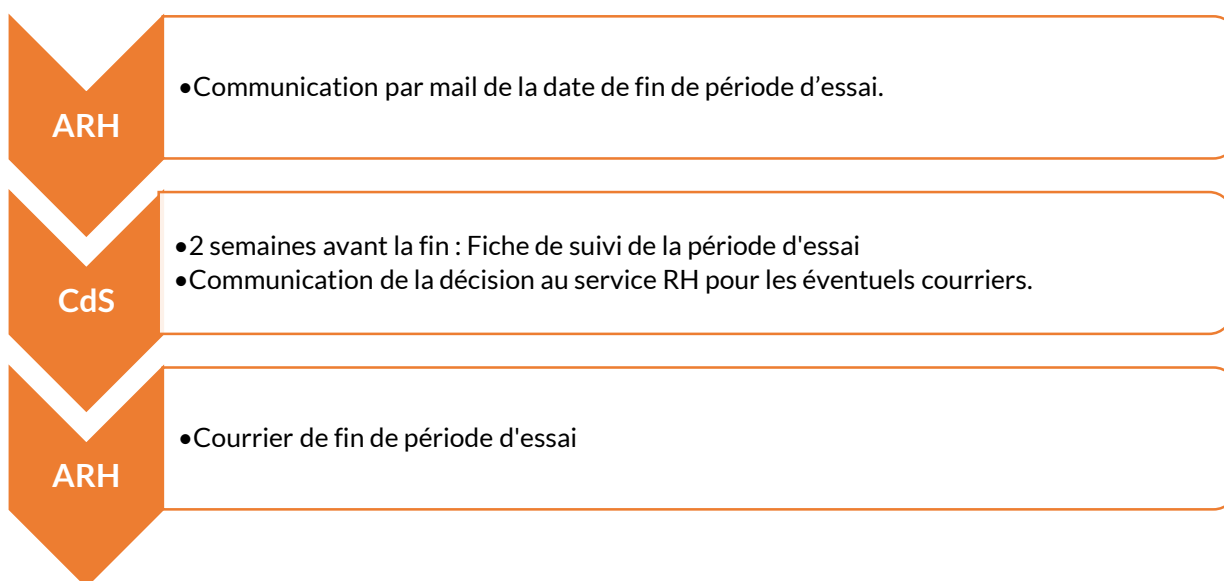 ARH
•Communication par mail de la date de fin de période d’essai.
CdS
•2 semaines avant la fin : Fiche de suivi de la période d'essai
•Communication de la décision au service RH pour les éventuels courriers.
ARH
•Courrier de fin de période d'essai